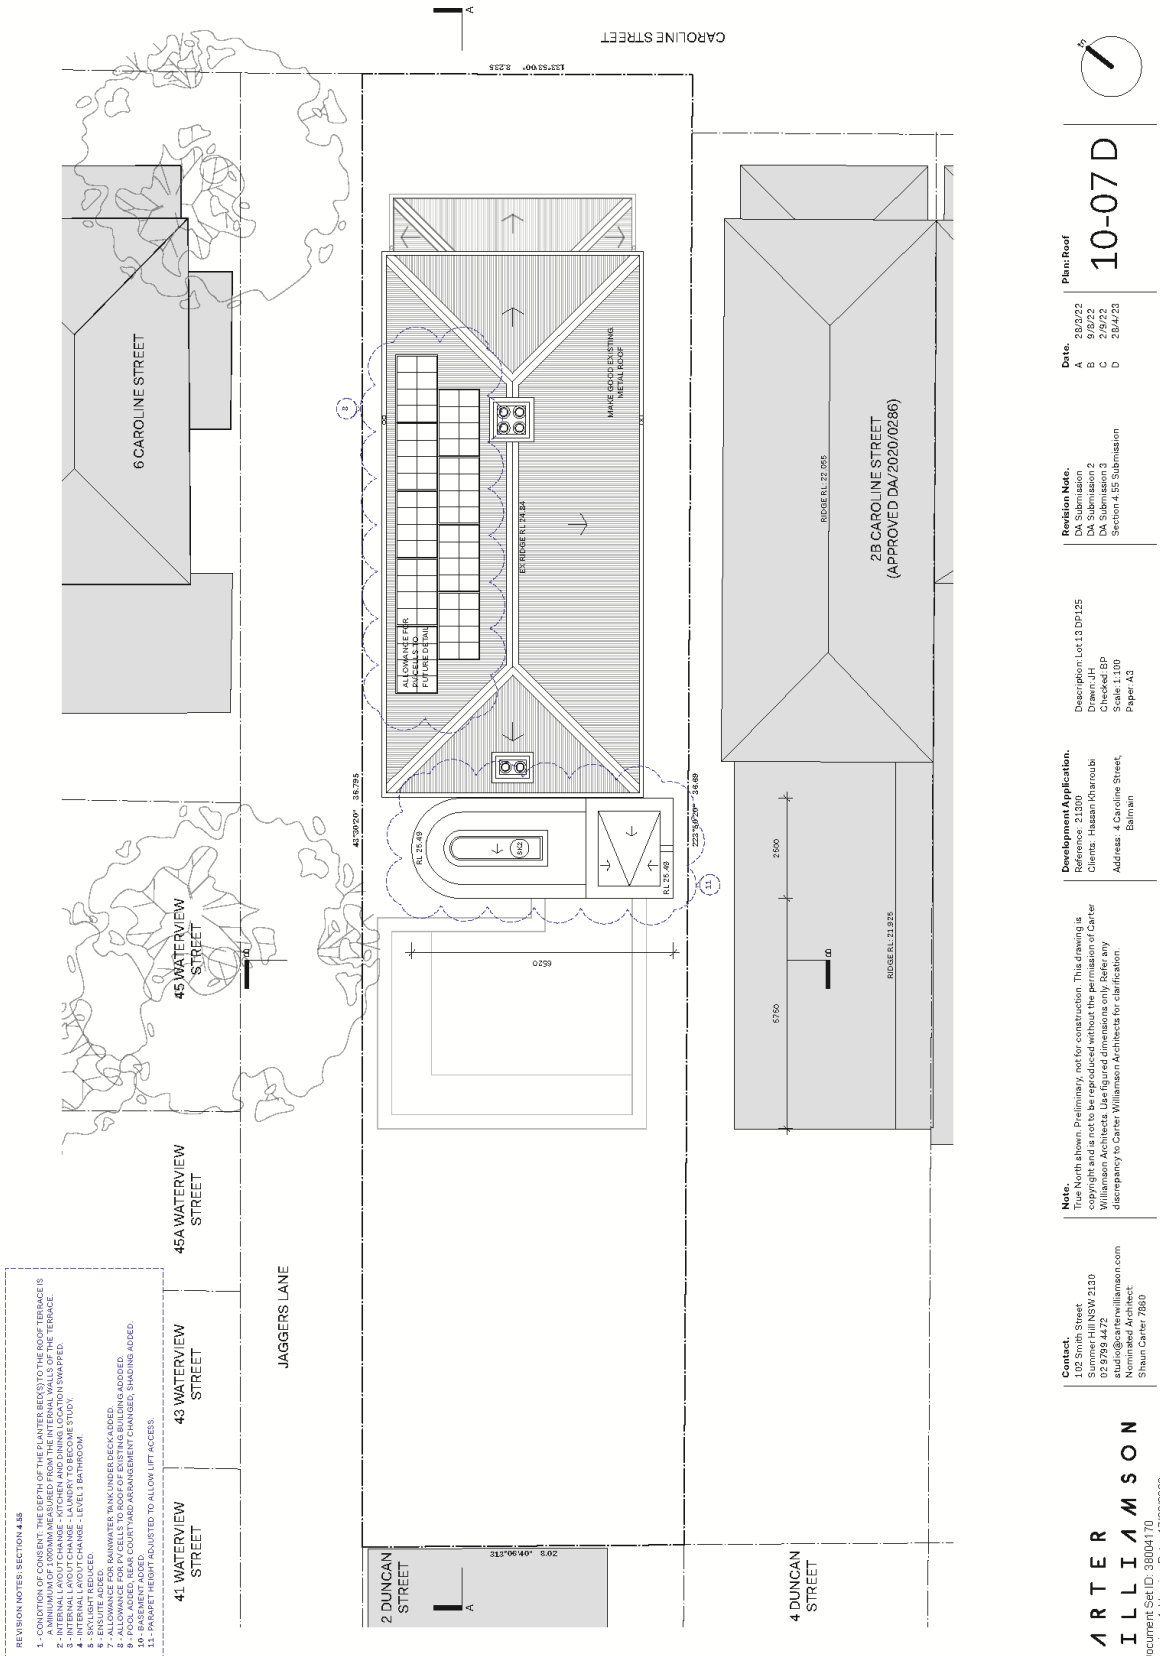 CAROLINE STREET
A
133°53'00" 8.235
6 CAROLINE STREET
8
MAKE GOOD EXISTING
METAL ROOF
EX RIDGE RL 24.84
ALLOWANCE FOR
PV CELLS TO
FUTURE DETAIL
RIDGE RL: 22.055
2B CAROLINE STREET
(APPROVED DA/2020/0286)
43°50'20" 36.795
223°50'20" 36.69
RL 25.49
SK2
RL 25.49
11
2500
45 WATERVIEW
STREET
B
6520
B
5750
RIDGE RL: 21.925
45A WATERVIEW
STREET
JAGGERS LANE
43 WATERVIEW
STREET
41 WATERVIEW
STREET
2 DUNCAN
STREET
A
4 DUNCAN
STREET
REVISION NOTES: SECTION 4.55
1 - CONDITION OF CONSENT: THE DEPTH OF THE PLANTER BED(S) TO THE ROOF TERRACE IS
A MINIMUM OF 1000MM MEASURED FROM THE INTERNAL WALLS OF THE TERRACE.
2 - INTERNAL LAYOUT CHANGE - KITCHEN AND DINING LOCATION SWAPPED.
3 - INTERNAL LAYOUT CHANGE - LAUNDRY TO BECOME STUDY.
4 - INTERNAL LAYOUT CHANGE - LEVEL 1 BATHROOM.
5 - SKYLIGHT REDUCED.
6 - ENSUITE ADDED.
7 - ALLOWANCE FOR RAINWATER TANK UNDER DECK ADDED.
8 - ALLOWANCE FOR PV CELLS TO ROOF OF EXISTING BUILDING ADDDED.
9 - POOL ADDED, REAR COURTYARD ARRANGEMENT CHANGED, SHADING ADDED.
10 - BASEMENT ADDED.
11 - PARAPET HEIGHT ADJUSTED TO ALLOW LIFT ACCESS.
ARTER
ILLIAMSON
Document Set ID: 38004170
Contact.
102 Smith Street
Summer Hill NSW 2130
02 9799 4472
studio@carterwilliamson.com
Nominated Architect:
Shaun Carter 7860
Note.
True North shown. Preliminary, not for construction. This drawing is
copyright and is not to be reproduced without the permission of Carter
Williamson Architects. Use figured dimensions only. Refer any
discrepancy to Carter Williamson Architects for clarification.
Development Application.
Reference: 21300
Clients: Hassan Kharroubi
Address: 4 Caroline Street,
Balmain
Description: Lot 13 DP125
Drawn: JH
Checked: BP
Scale: 1:100
Paper: A3
Revision Note.
DA Submission
DA Submission 2
DA Submission 3
Section 4.55 Submission
Date.
A 28/3/22
B 9/8/22
C 2/9/22
D 28/4/23
Plan: Roof
10-07 D
tn